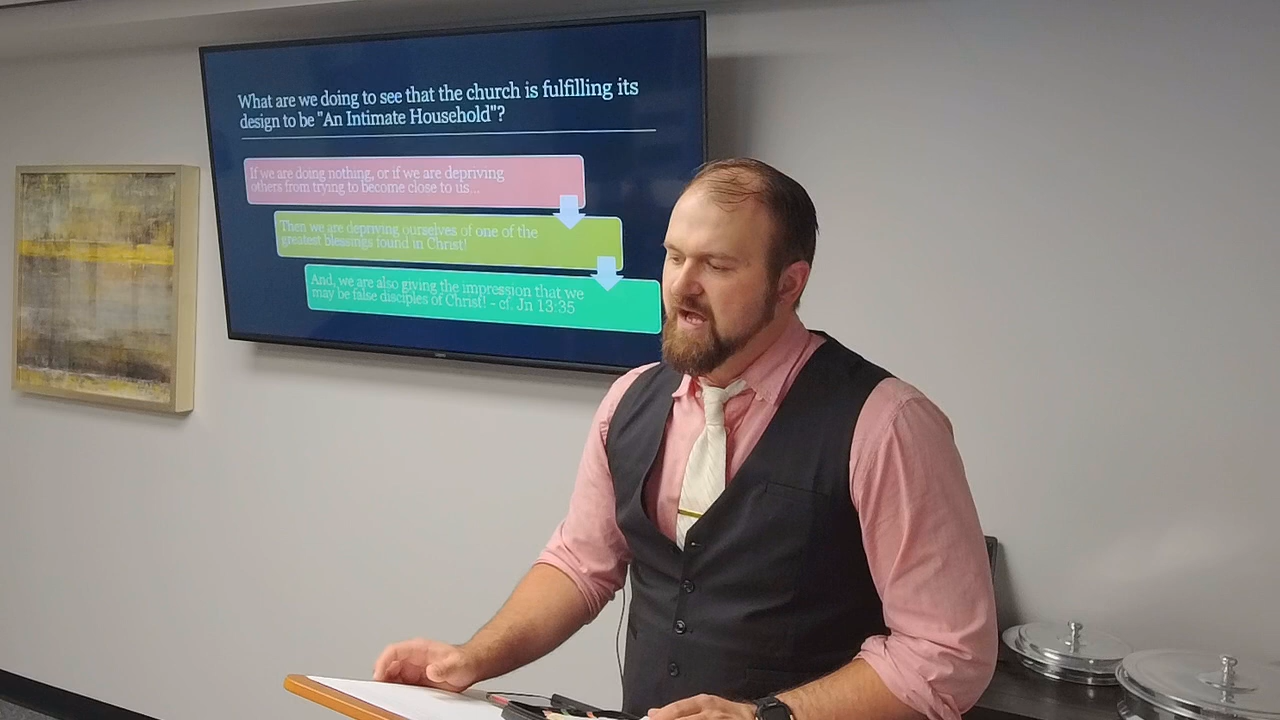 What are we doing to see that the church is fulfilling its
design to be "An Intimate Household"?
If we are doing nothing, or if we are depriving
others from trying to become close to us...
Then we are depriving ourselves of one of the
greatest blessings found in Christ!
And, we are also giving the impression that we
may be false disciples of Christ! - cf. Jn 13:35